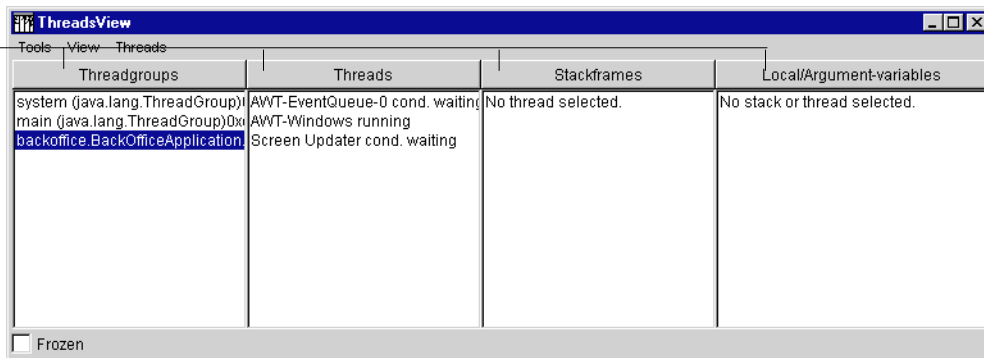 ThreadsView
Tools View Threads
Threadgroups Threads Stackframes Local/Argument-variables
system (java.lang.ThreadGroup) AWT-EventQueue-0 cond. waiting No thread selected. No stack or thread selected.
main (java.lang.ThreadGroup)0x AWT-Windows running
backoffice.BackOfficeApplication. Screen Updater cond. waiting
Frozen